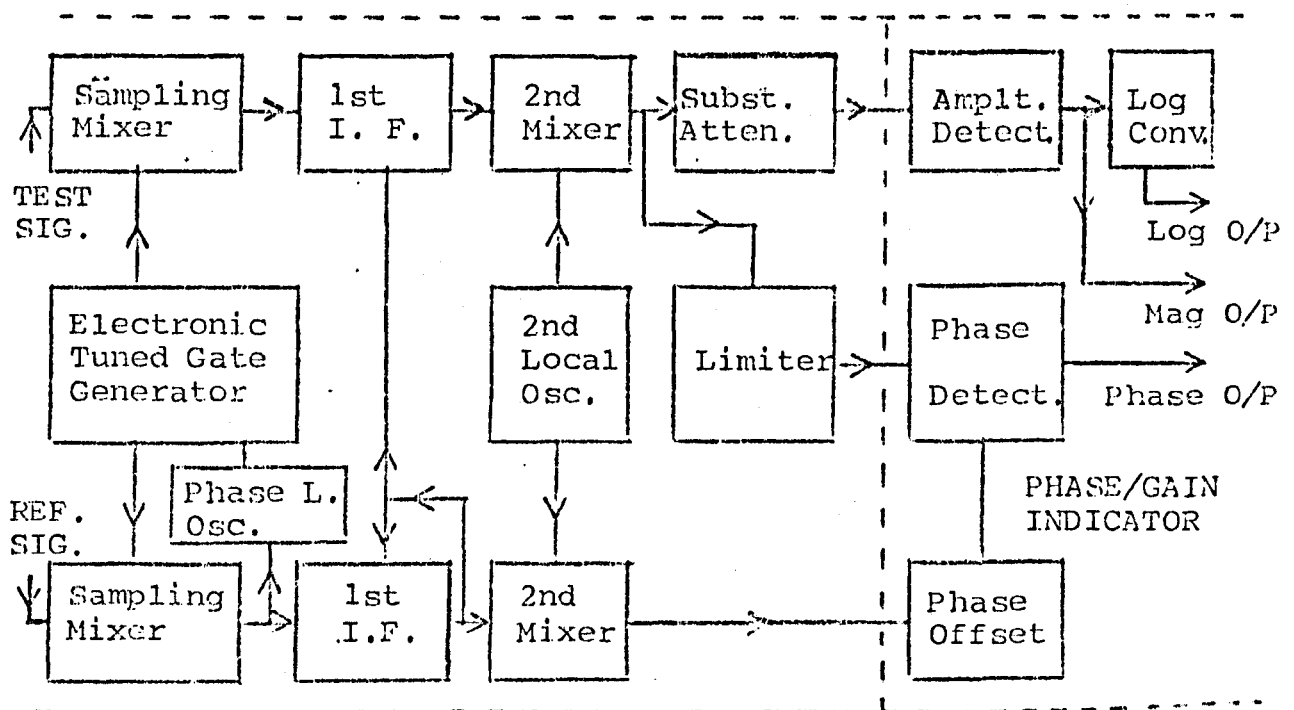 Sampling
Mixer
1st
I. F.
2nd
Mixer
Subst.
Atten.
Amplt.
Detect.
Log
Conv.
TEST
SIG.
Log O/P
Electronic
Tuned Gate
Generator
2nd
Local
Osc.
Limiter
Phase
Detect.
Mag O/P
Phase O/P
REF.
SIG.
Phase L.
Osc.
PHASE/GAIN
INDICATOR
Sampling
Mixer
1st
I.F.
2nd
Mixer
Phase
Offset